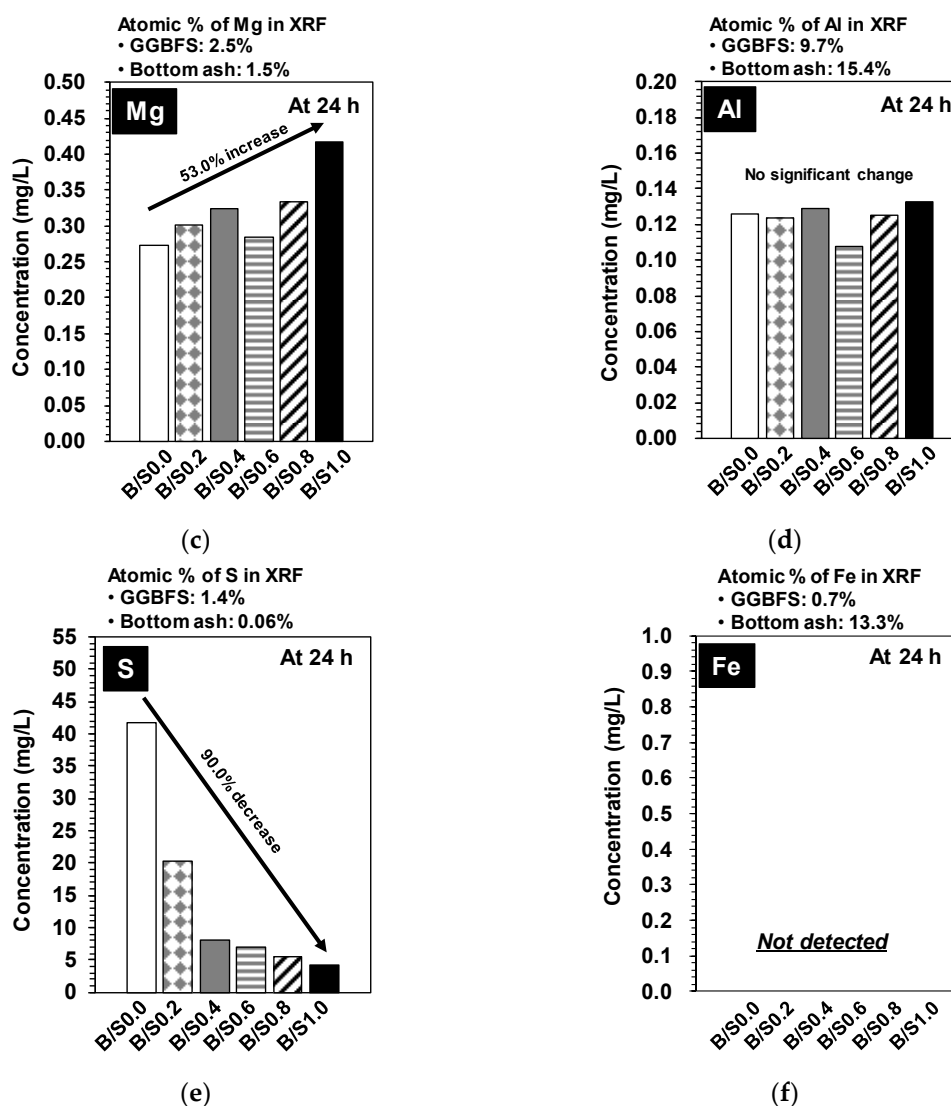 Atomic % of Mg in XRF
• GGBFS: 2.5%
• Bottom ash: 1.5%
0.50
0.45
0.40
0.35
0.30
0.25
0.20
0.15
0.10
0.05
0.00
Concentration (mg/L)
Mg
At 24 h
53.0% increase
B/S0.0
B/S0.2
B/S0.4
B/S0.6
B/S0.8
B/S1.0
(c)
Atomic % of Al in XRF
• GGBFS: 9.7%
• Bottom ash: 15.4%
0.20
0.18
0.16
0.14
0.12
0.10
0.08
0.06
0.04
0.02
0.00
Concentration (mg/L)
Al
At 24 h
No significant change
B/S0.0
B/S0.2
B/S0.4
B/S0.6
B/S0.8
B/S1.0
(d)
Atomic % of S in XRF
• GGBFS: 1.4%
• Bottom ash: 0.06%
55
50
45
40
35
30
25
20
15
10
5
0
Concentration (mg/L)
S
At 24 h
90.0% decrease
B/S0.0
B/S0.2
B/S0.4
B/S0.6
B/S0.8
B/S1.0
(e)
Atomic % of Fe in XRF
• GGBFS: 0.7%
• Bottom ash: 13.3%
1.0
0.9
0.8
0.7
0.6
0.5
0.4
0.3
0.2
0.1
0.0
Concentration (mg/L)
Fe
At 24 h
Not detected
B/S0.0
B/S0.2
B/S0.4
B/S0.6
B/S0.8
B/S1.0
(f)